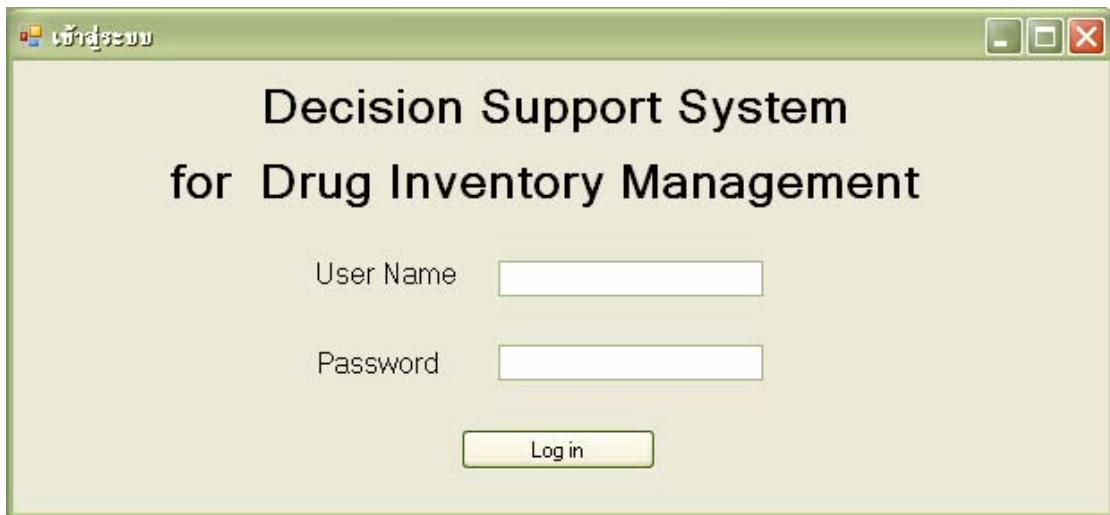 เข้าสู่ระบบ
Decision Support System
for Drug Inventory Management
User Name
Password
Log in